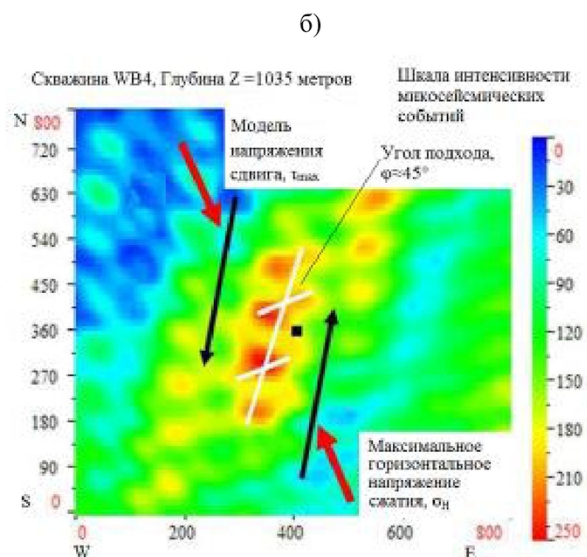 б)
Скважина WB4, Глубина Z =1035 метров
Шкала интенсивности
микосейсмических
событий
Модель
напряжения
сдвига, τmax
Угол подхода,
φ≈45°
N 800
720
630
540
450
360
270
180
90
S 0
0
30
60
90
120
150
180
210
250
Максимальное
горизонтальное
напряжение
сжатия, σH
0 200 400 600 800
W E